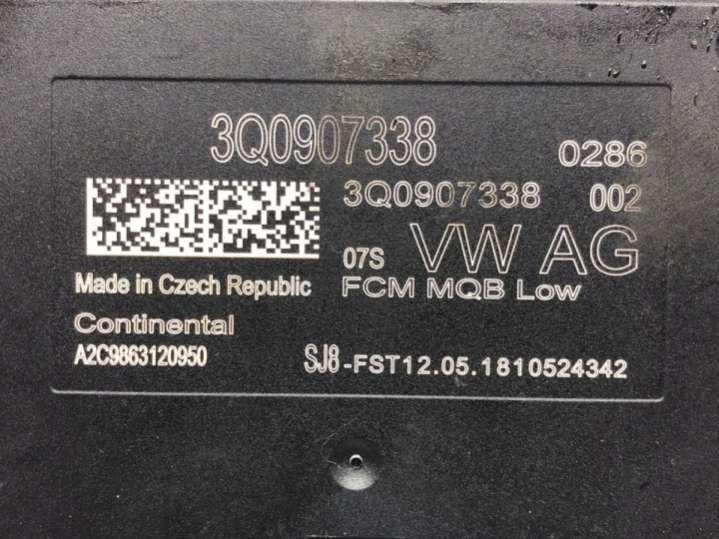 3Q0907338 0286
3Q0907338 002
07S VW AG
Made in Czech Republic FCM MQB Low
Continental
A2C9863120950 SJ8-FST12.05.1810524342